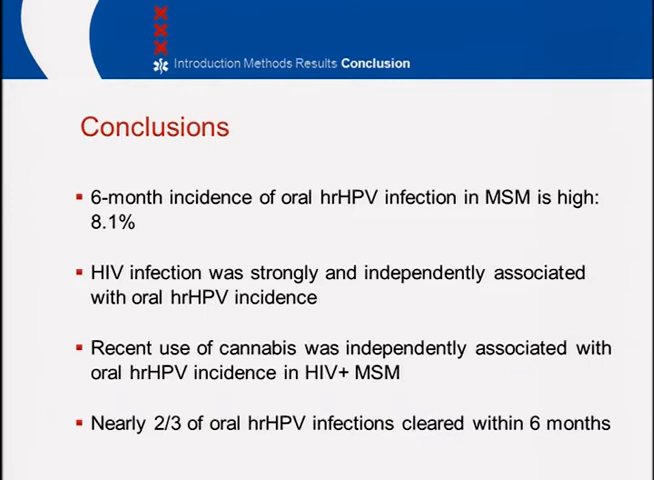 Introduction Methods Results Conclusion
Conclusions
6-month incidence of oral hrHPV infection in MSM is high:
8.1%
HIV infection was strongly and independently associated
with oral hrHPV incidence
Recent use of cannabis was independently associated with
oral hrHPV incidence in HIV+ MSM
Nearly 2/3 of oral hrHPV infections cleared within 6 months